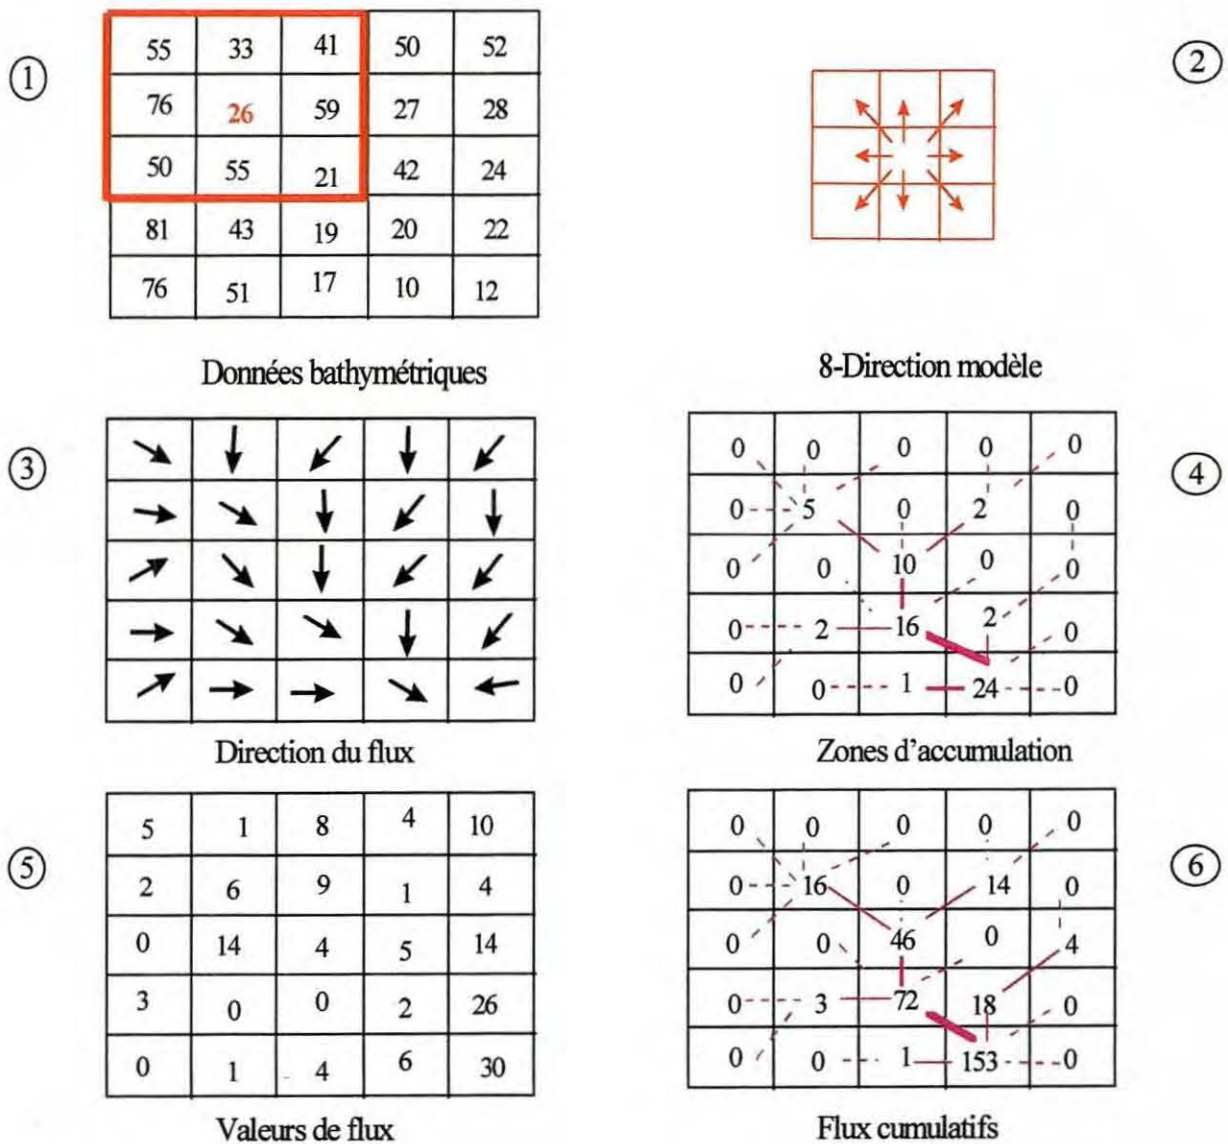 ① ②
55 33 41 50 52
76 26 59 27 28
50 55 21 42 24
81 43 19 20 22
76 51 17 10 12
Données bathymétriques
8-Direction modèle
③ ④
Direction du flux
0 0 0 0 0
0 5 0 2 0
0 0 10 0 0
0 2 16 2 0
0 0 1 24 0
Zones d'accumulation
⑤ ⑥
5 1 8 4 10
2 6 9 1 4
0 14 4 5 14
3 0 0 2 26
0 1 4 6 30
Valeurs de flux
0 0 0 0 0
0 16 0 14 0
0 0 46 0 4
0 3 72 18 0
0 0 1 153 0
Flux cumulatifs